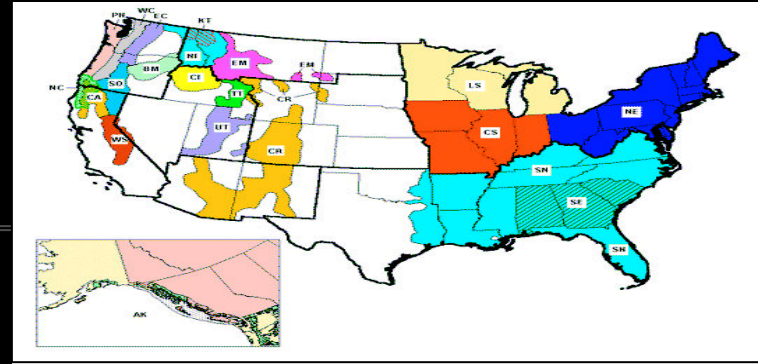 PN WC EC KT
NI EM EM
BM CI
NC SO TT CR
CA UT
WS CR
LS
CS NE
SN
SE
SN
AK